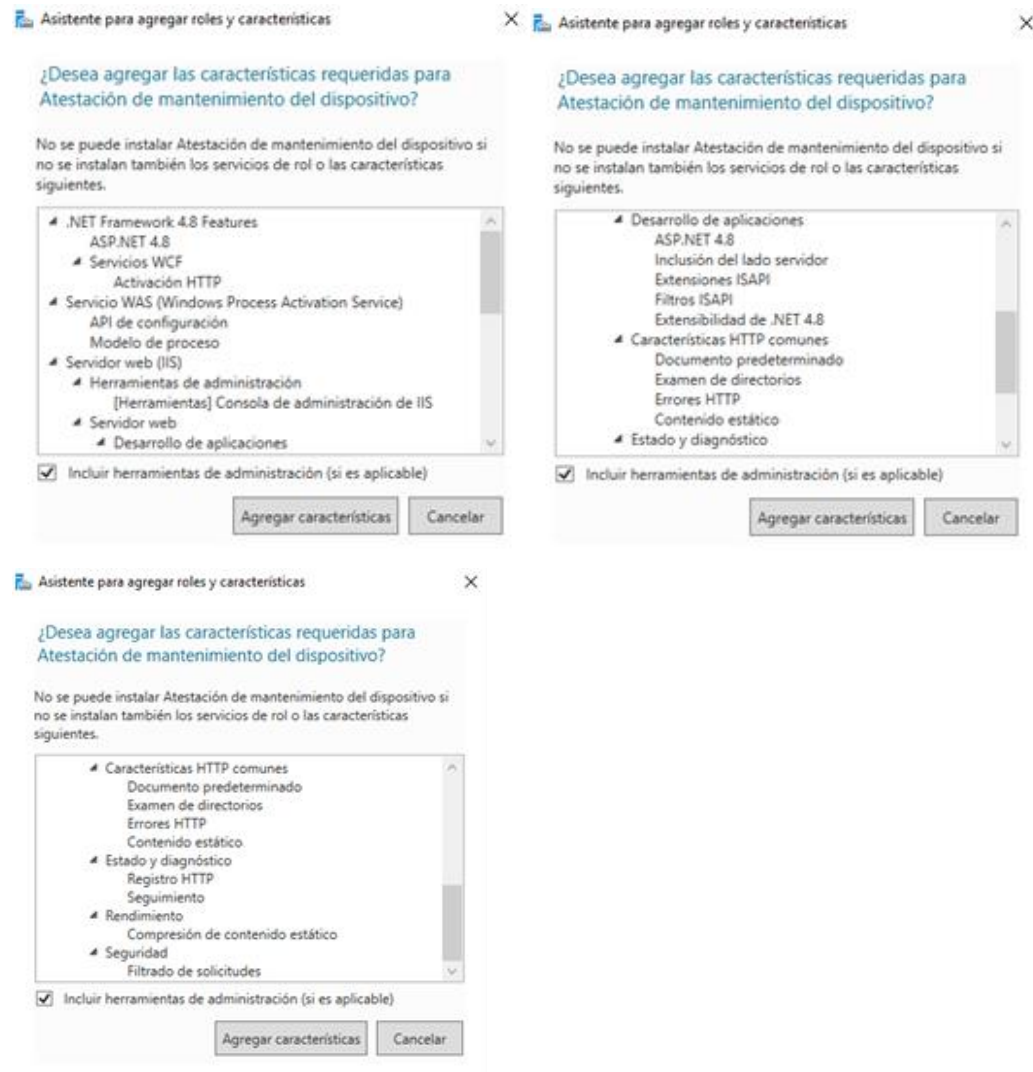 Asistente para agregar roles y características
¿Desea agregar las características requeridas para
Atestación de mantenimiento del dispositivo?
No se puede instalar Atestación de mantenimiento del dispositivo si
no se instalan también los servicios de rol o las características
siguientes.
.NET Framework 4.8 Features
ASP.NET 4.8
Servicios WCF
Activación HTTP
Servicio WAS (Windows Process Activation Service)
API de configuración
Modelo de proceso
Servidor web (IIS)
Herramientas de administración
[Herramientas] Consola de administración de IIS
Servidor web
Desarrollo de aplicaciones
Incluir herramientas de administración (si es aplicable)
Agregar características
Cancelar
Asistente para agregar roles y características
¿Desea agregar las características requeridas para
Atestación de mantenimiento del dispositivo?
No se puede instalar Atestación de mantenimiento del dispositivo si
no se instalan también los servicios de rol o las características
siguientes.
Desarrollo de aplicaciones
ASP.NET 4.8
Inclusión del lado servidor
Extensiones ISAPI
Filtros ISAPI
Extensibilidad de .NET 4.8
Características HTTP comunes
Documento predeterminado
Examen de directorios
Errores HTTP
Contenido estático
Estado y diagnóstico
Incluir herramientas de administración (si es aplicable)
Agregar características
Cancelar
Asistente para agregar roles y características
¿Desea agregar las características requeridas para
Atestación de mantenimiento del dispositivo?
No se puede instalar Atestación de mantenimiento del dispositivo si
no se instalan también los servicios de rol o las características
siguientes.
Características HTTP comunes
Documento predeterminado
Examen de directorios
Errores HTTP
Contenido estático
Estado y diagnóstico
Registro HTTP
Seguimiento
Rendimiento
Compresión de contenido estático
Seguridad
Filtrado de solicitudes
Incluir herramientas de administración (si es aplicable)
Agregar características
Cancelar